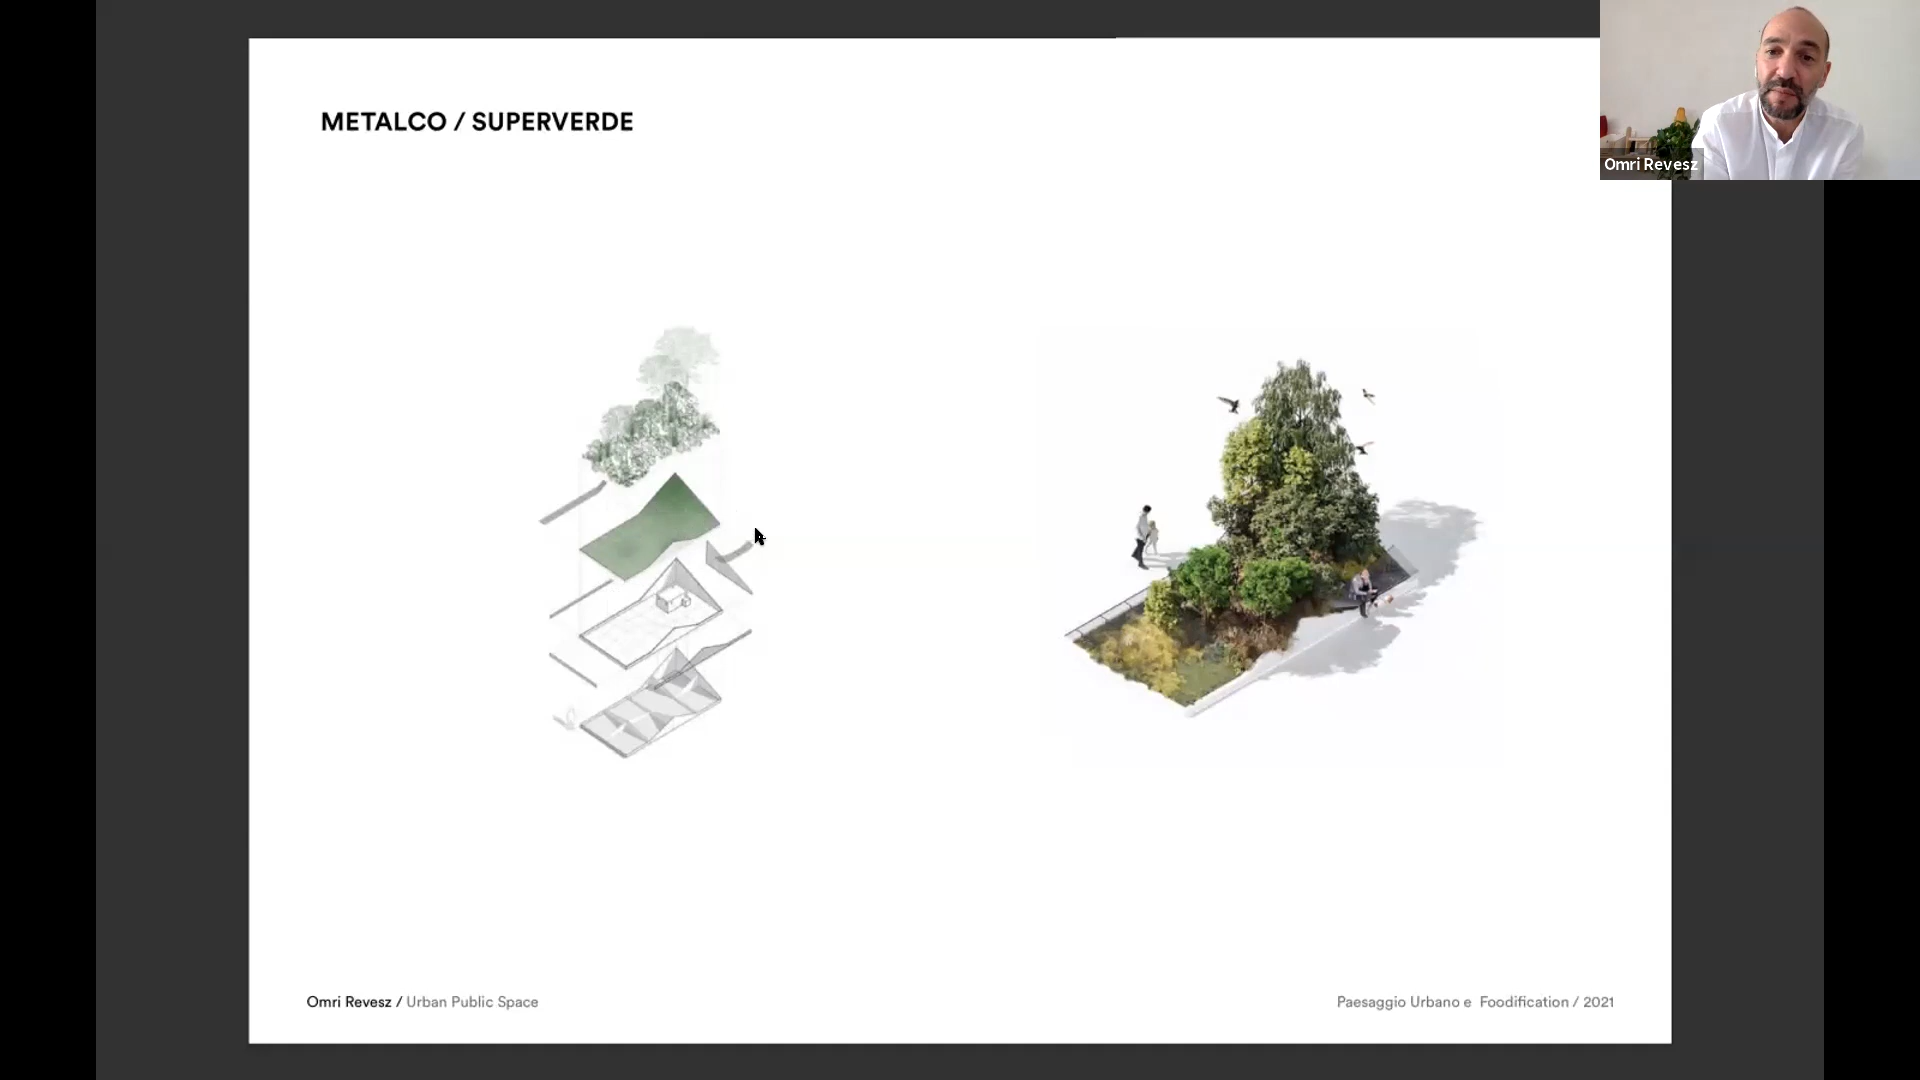 METALCO / SUPERVERDE
Omri Revesz
Omri Revesz / Urban Public Space
Paesaggio Urbano e Foodification / 2021